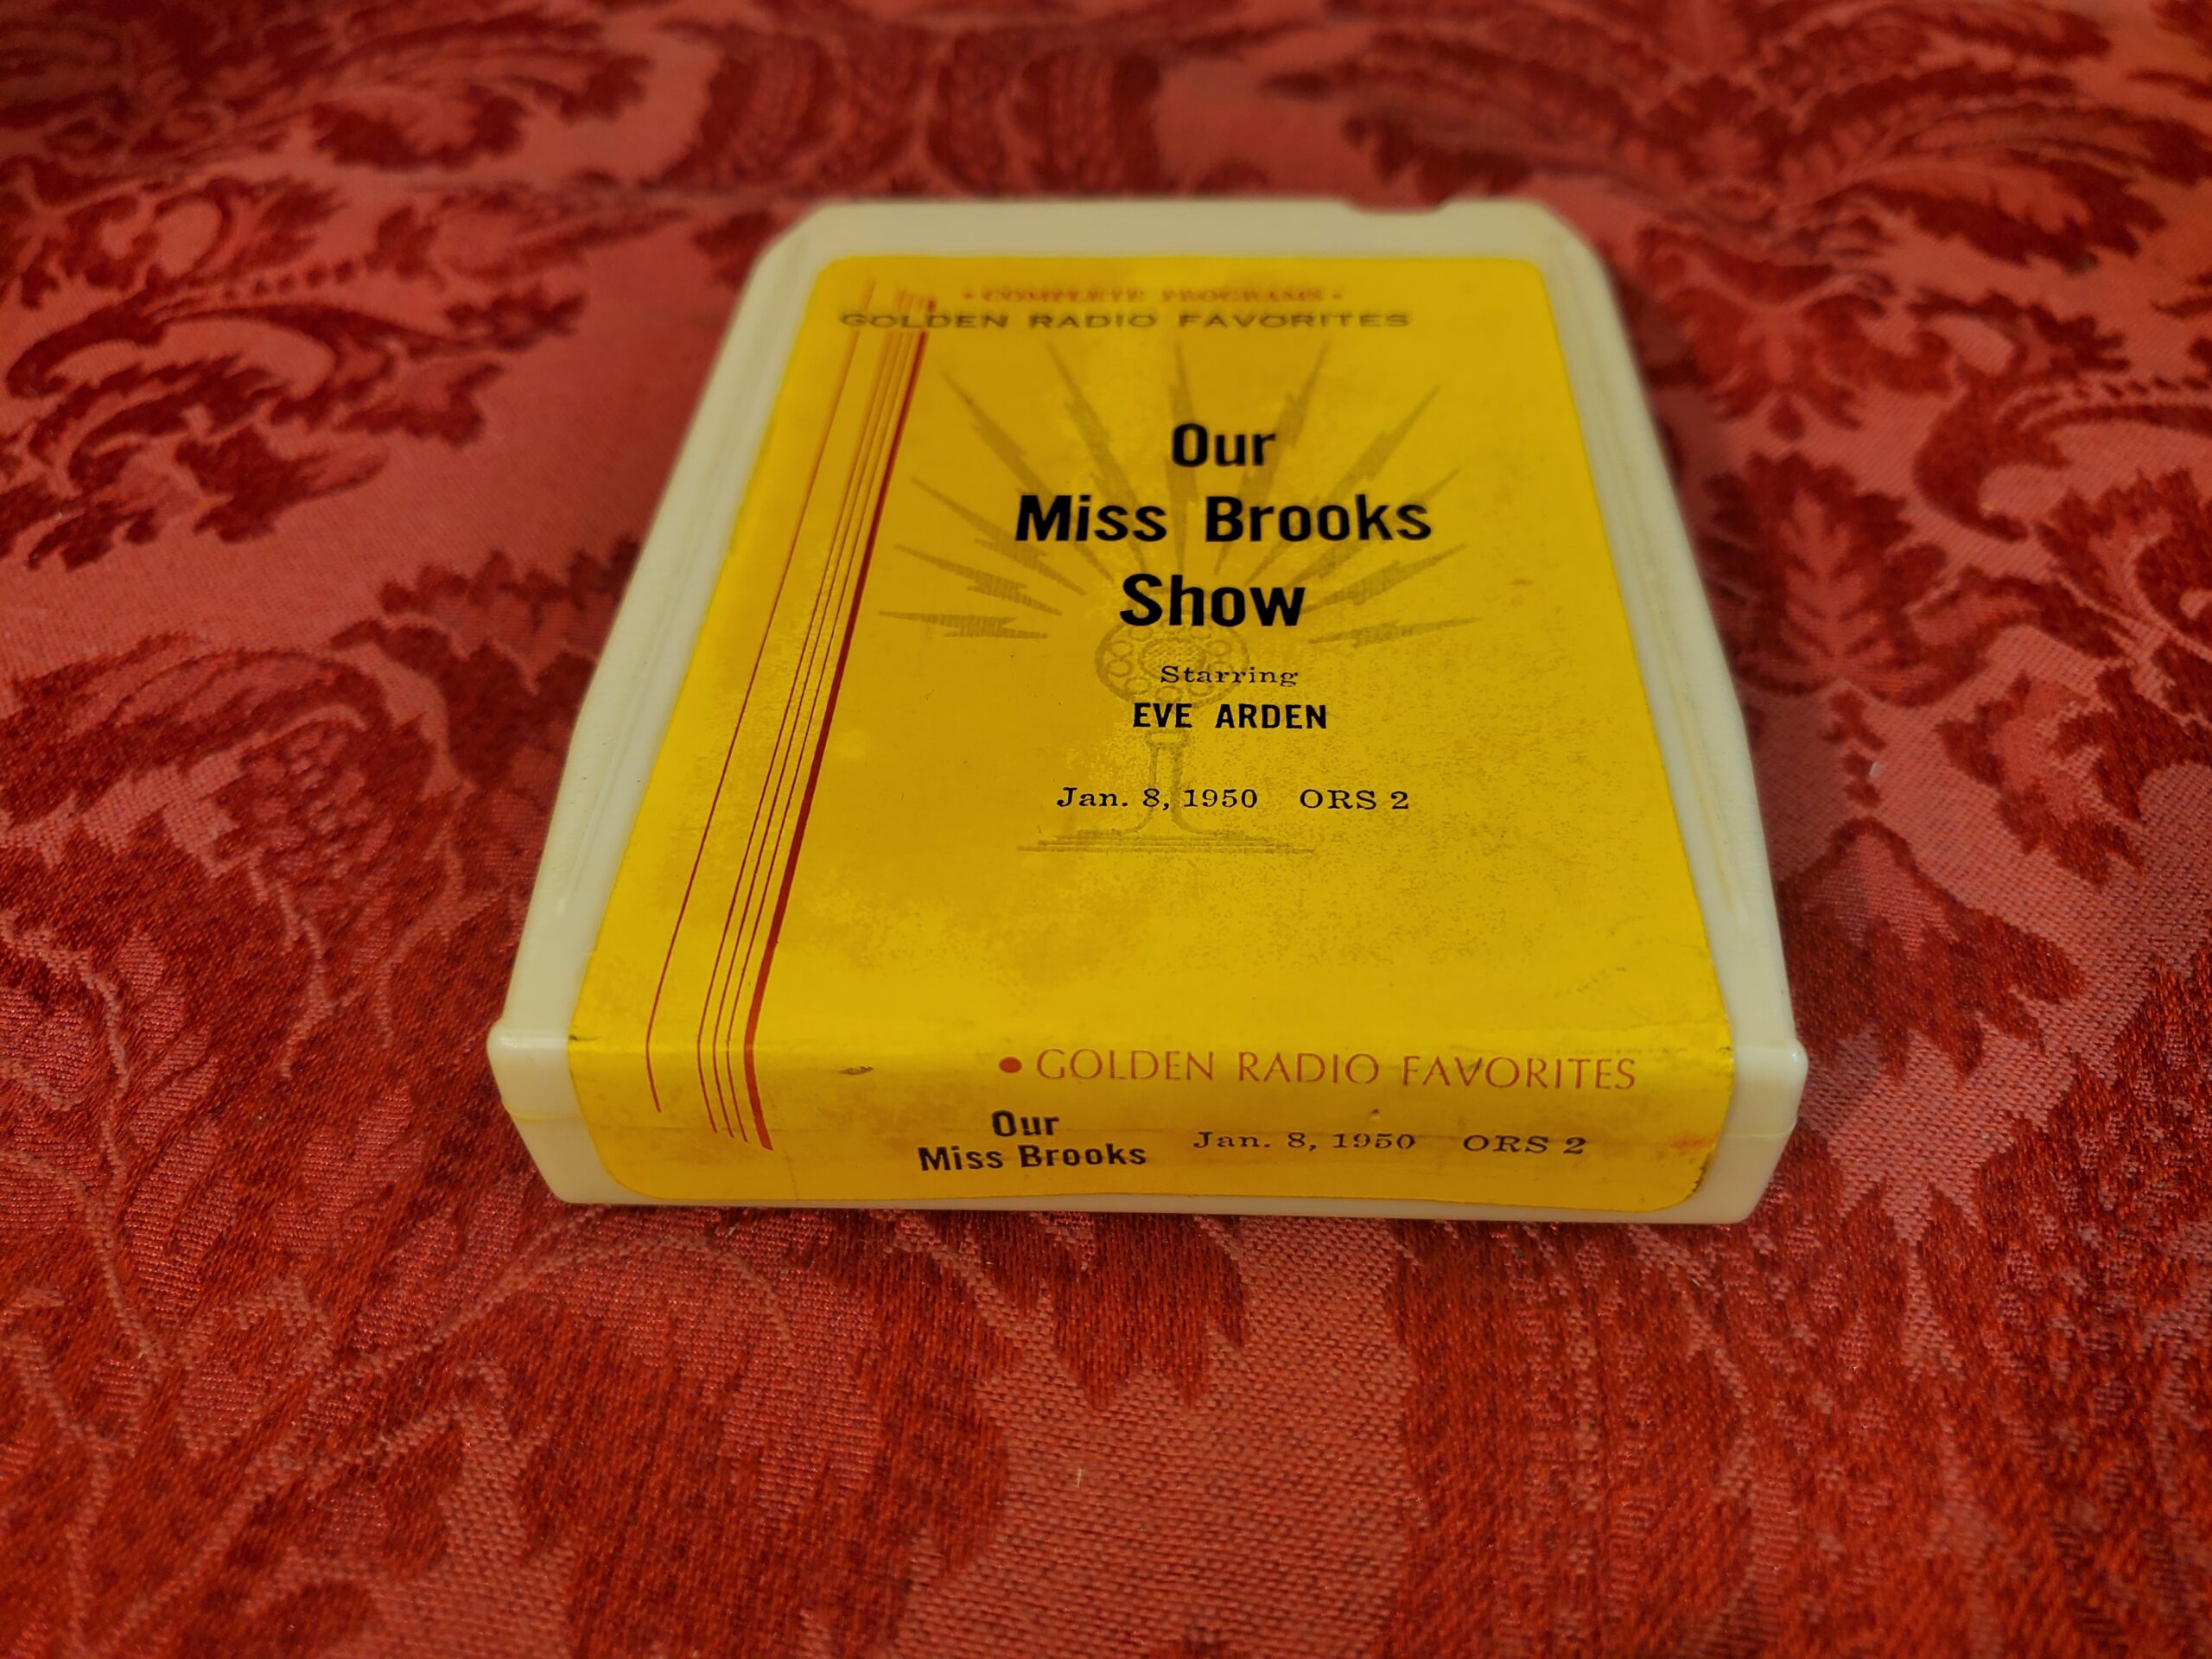 • COMPLETE PROGRAMS •
GOLDEN RADIO FAVORITES
Our
Miss Brooks
Show
Starring
EVE ARDEN
Jan. 8, 1950 ORS 2
• GOLDEN RADIO FAVORITES
Our
Miss Brooks
Jan. 8, 1950 ORS 2